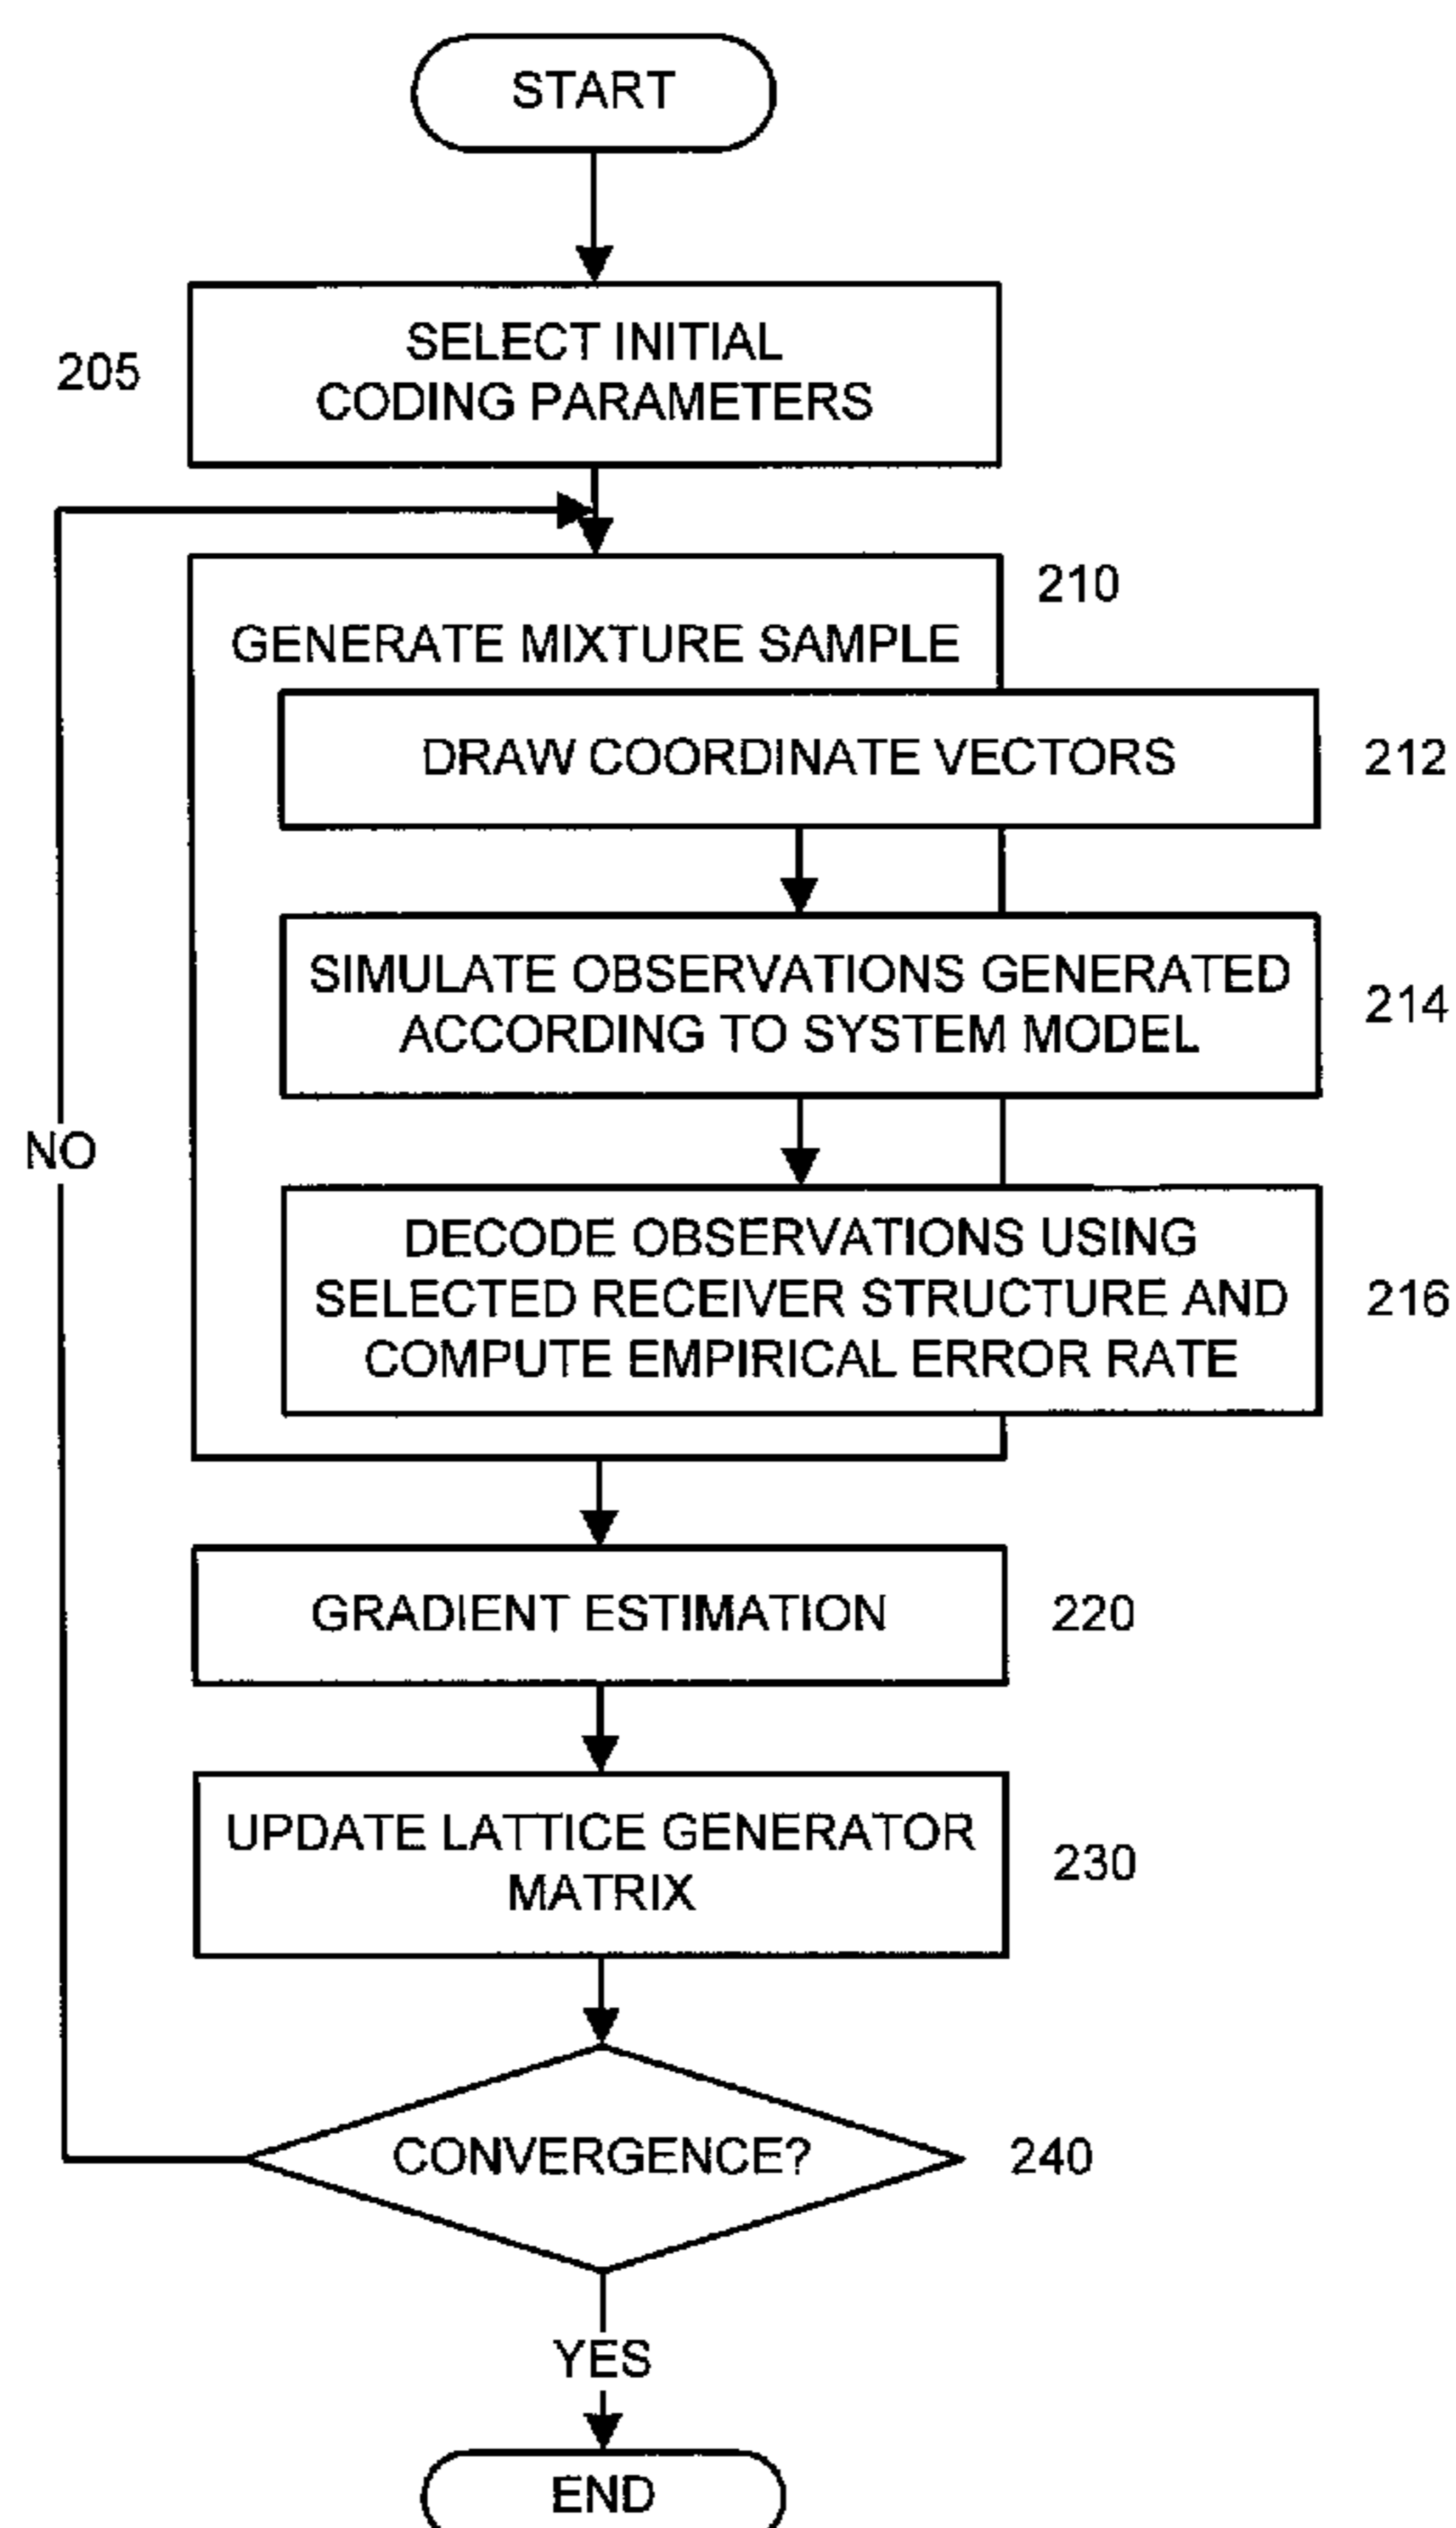 START
SELECT INITIAL
CODING PARAMETERS
205
210
GENERATE MIXTURE SAMPLE
DRAW COORDINATE VECTORS
212
SIMULATE OBSERVATIONS GENERATED
ACCORDING TO SYSTEM MODEL
214
NO
DECODE OBSERVATIONS USING
SELECTED RECEIVER STRUCTURE AND
COMPUTE EMPIRICAL ERROR RATE
216
GRADIENT ESTIMATION
220
UPDATE LATTICE GENERATOR
MATRIX
230
CONVERGENCE?
240
YES
END